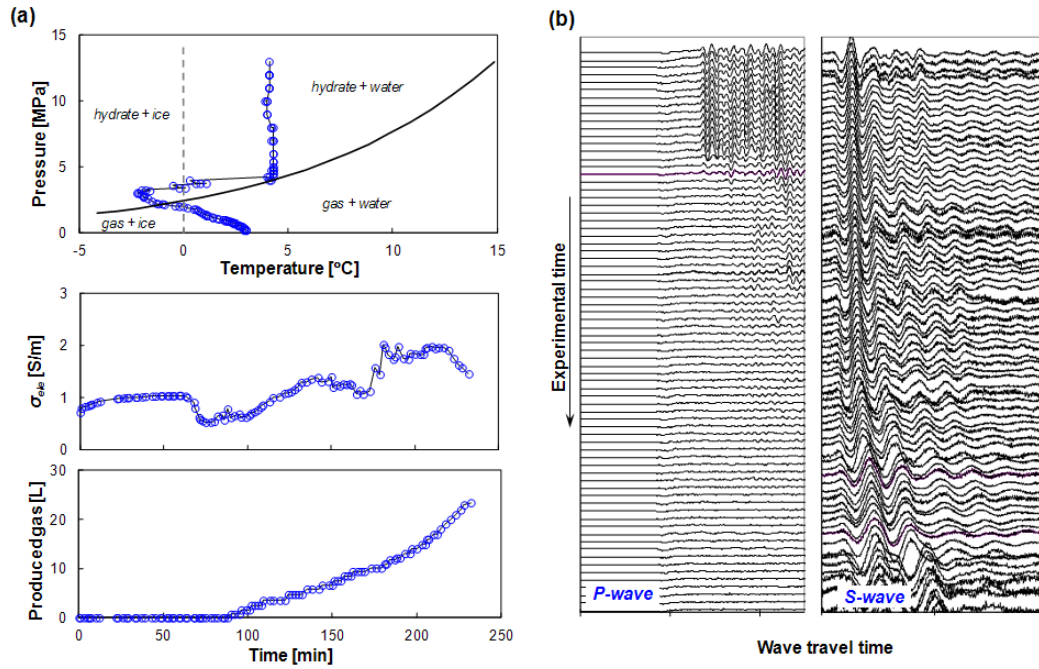 (a)
15
10
5
0
Pressure [MPa]
hydrate + ice
hydrate + water
gas + ice
gas + water
-5 0 5 10 15
Temperature [°C]
3
2
1
0
σele [S/m]
30
20
10
0
Producedgas [L]
0 50 100 150 200 250
Time [min]
(b)
Experimental time
P-wave
S-wave
Wave travel time